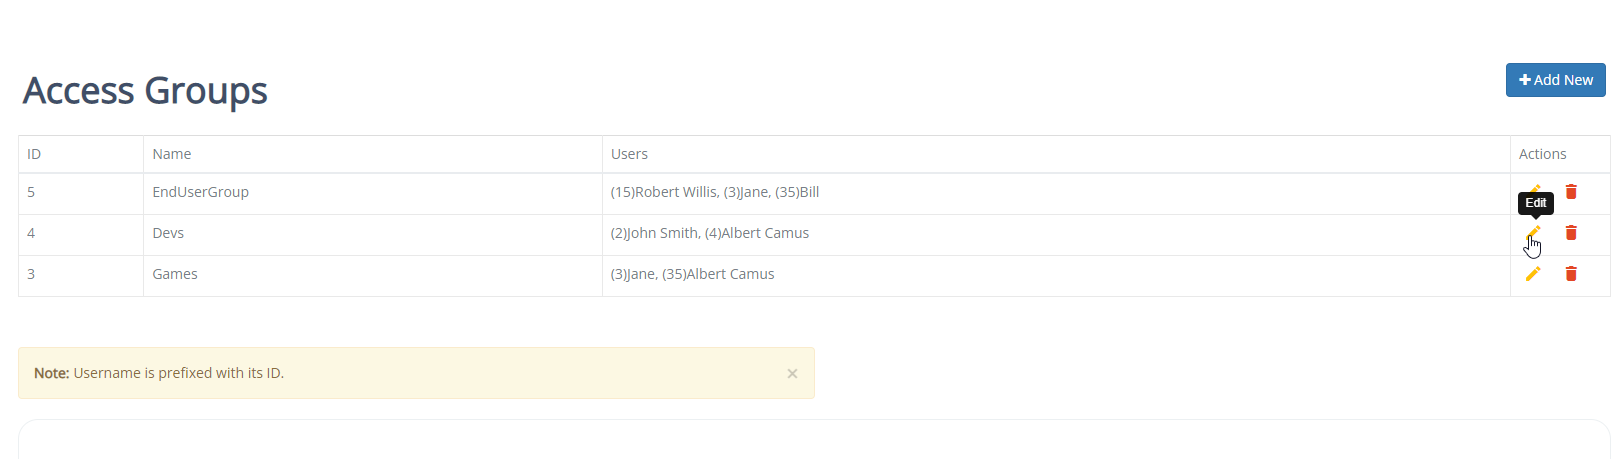 Access Groups
Add New
ID Name Users Actions
5 EndUserGroup (15)Robert Willis, (3)Jane, (35)Bill
Edit
4 Devs (2)John Smith, (4)Albert Camus
3 Games (3)Jane, (35)Albert Camus
Note: Username is prefixed with its ID. ×